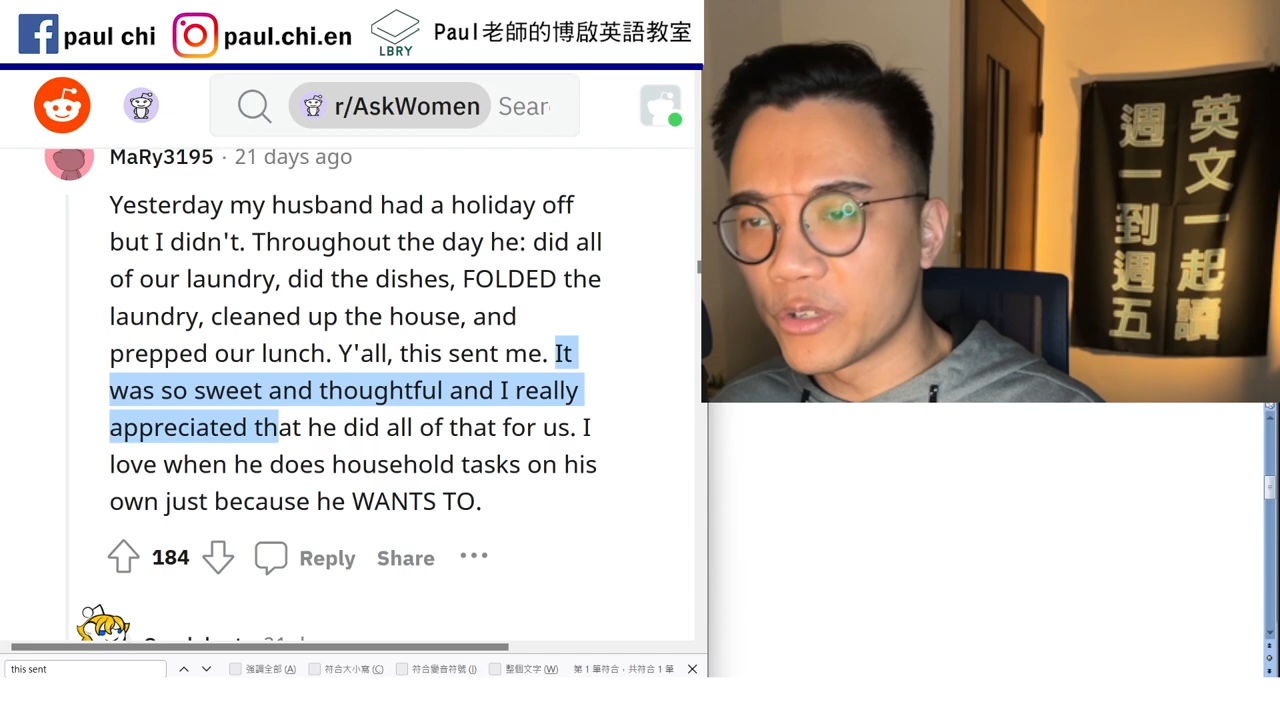 paul chi
paul.chi.en
LBRY
Paul老師的博啟英語教室
r/AskWomen
Sear
MaRy3195 · 21 days ago
Yesterday my husband had a holiday off
but I didn't. Throughout the day he: did all
of our laundry, did the dishes, FOLDED the
laundry, cleaned up the house, and
prepped our lunch. Y'all, this sent me. It
was so sweet and thoughtful and I really
appreciated that he did all of that for us. I
love when he does household tasks on his
own just because he WANTS TO.
184
Reply
Share
this sent
強調全部 (A)
符合大小寫 (C)
符合變音符號 (I)
整個文字 (W)
第 1 筆符合，共符合 1 筆
英文一起讀
週一到週五